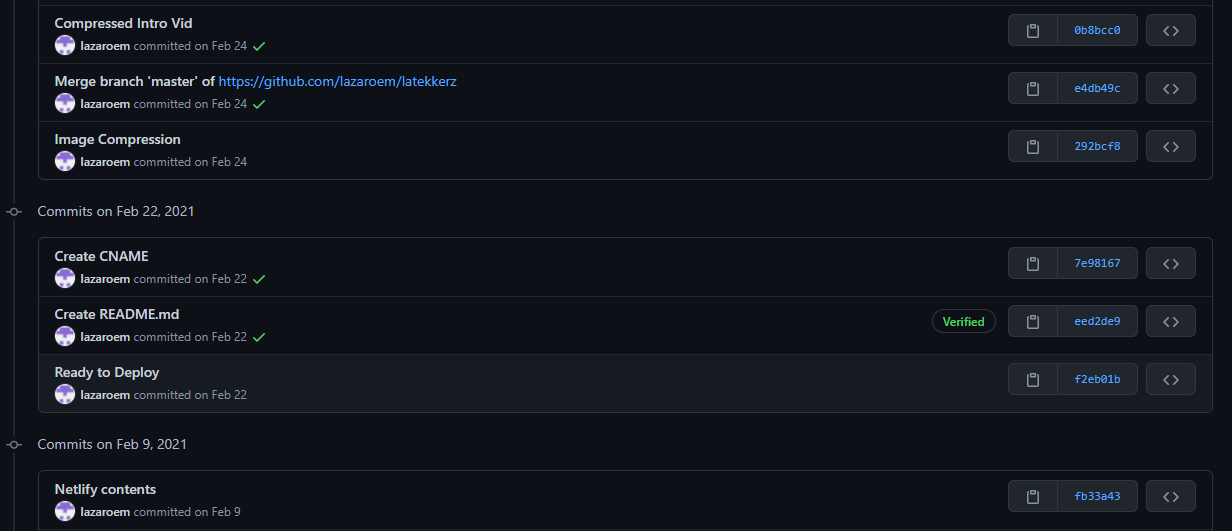 Compressed Intro Vid
0b8bcc0
lazaroem committed on Feb 24
Merge branch 'master' of https://github.com/lazaroem/latekkerz
e4db49c
lazaroem committed on Feb 24
Image Compression
292bcf8
lazaroem committed on Feb 24
Commits on Feb 22, 2021
Create CNAME
7e98167
lazaroem committed on Feb 22
Create README.md
Verified
eed2de9
lazaroem committed on Feb 22
Ready to Deploy
f2eb01b
lazaroem committed on Feb 22
Commits on Feb 9, 2021
Netlify contents
fb33a43
lazaroem committed on Feb 9